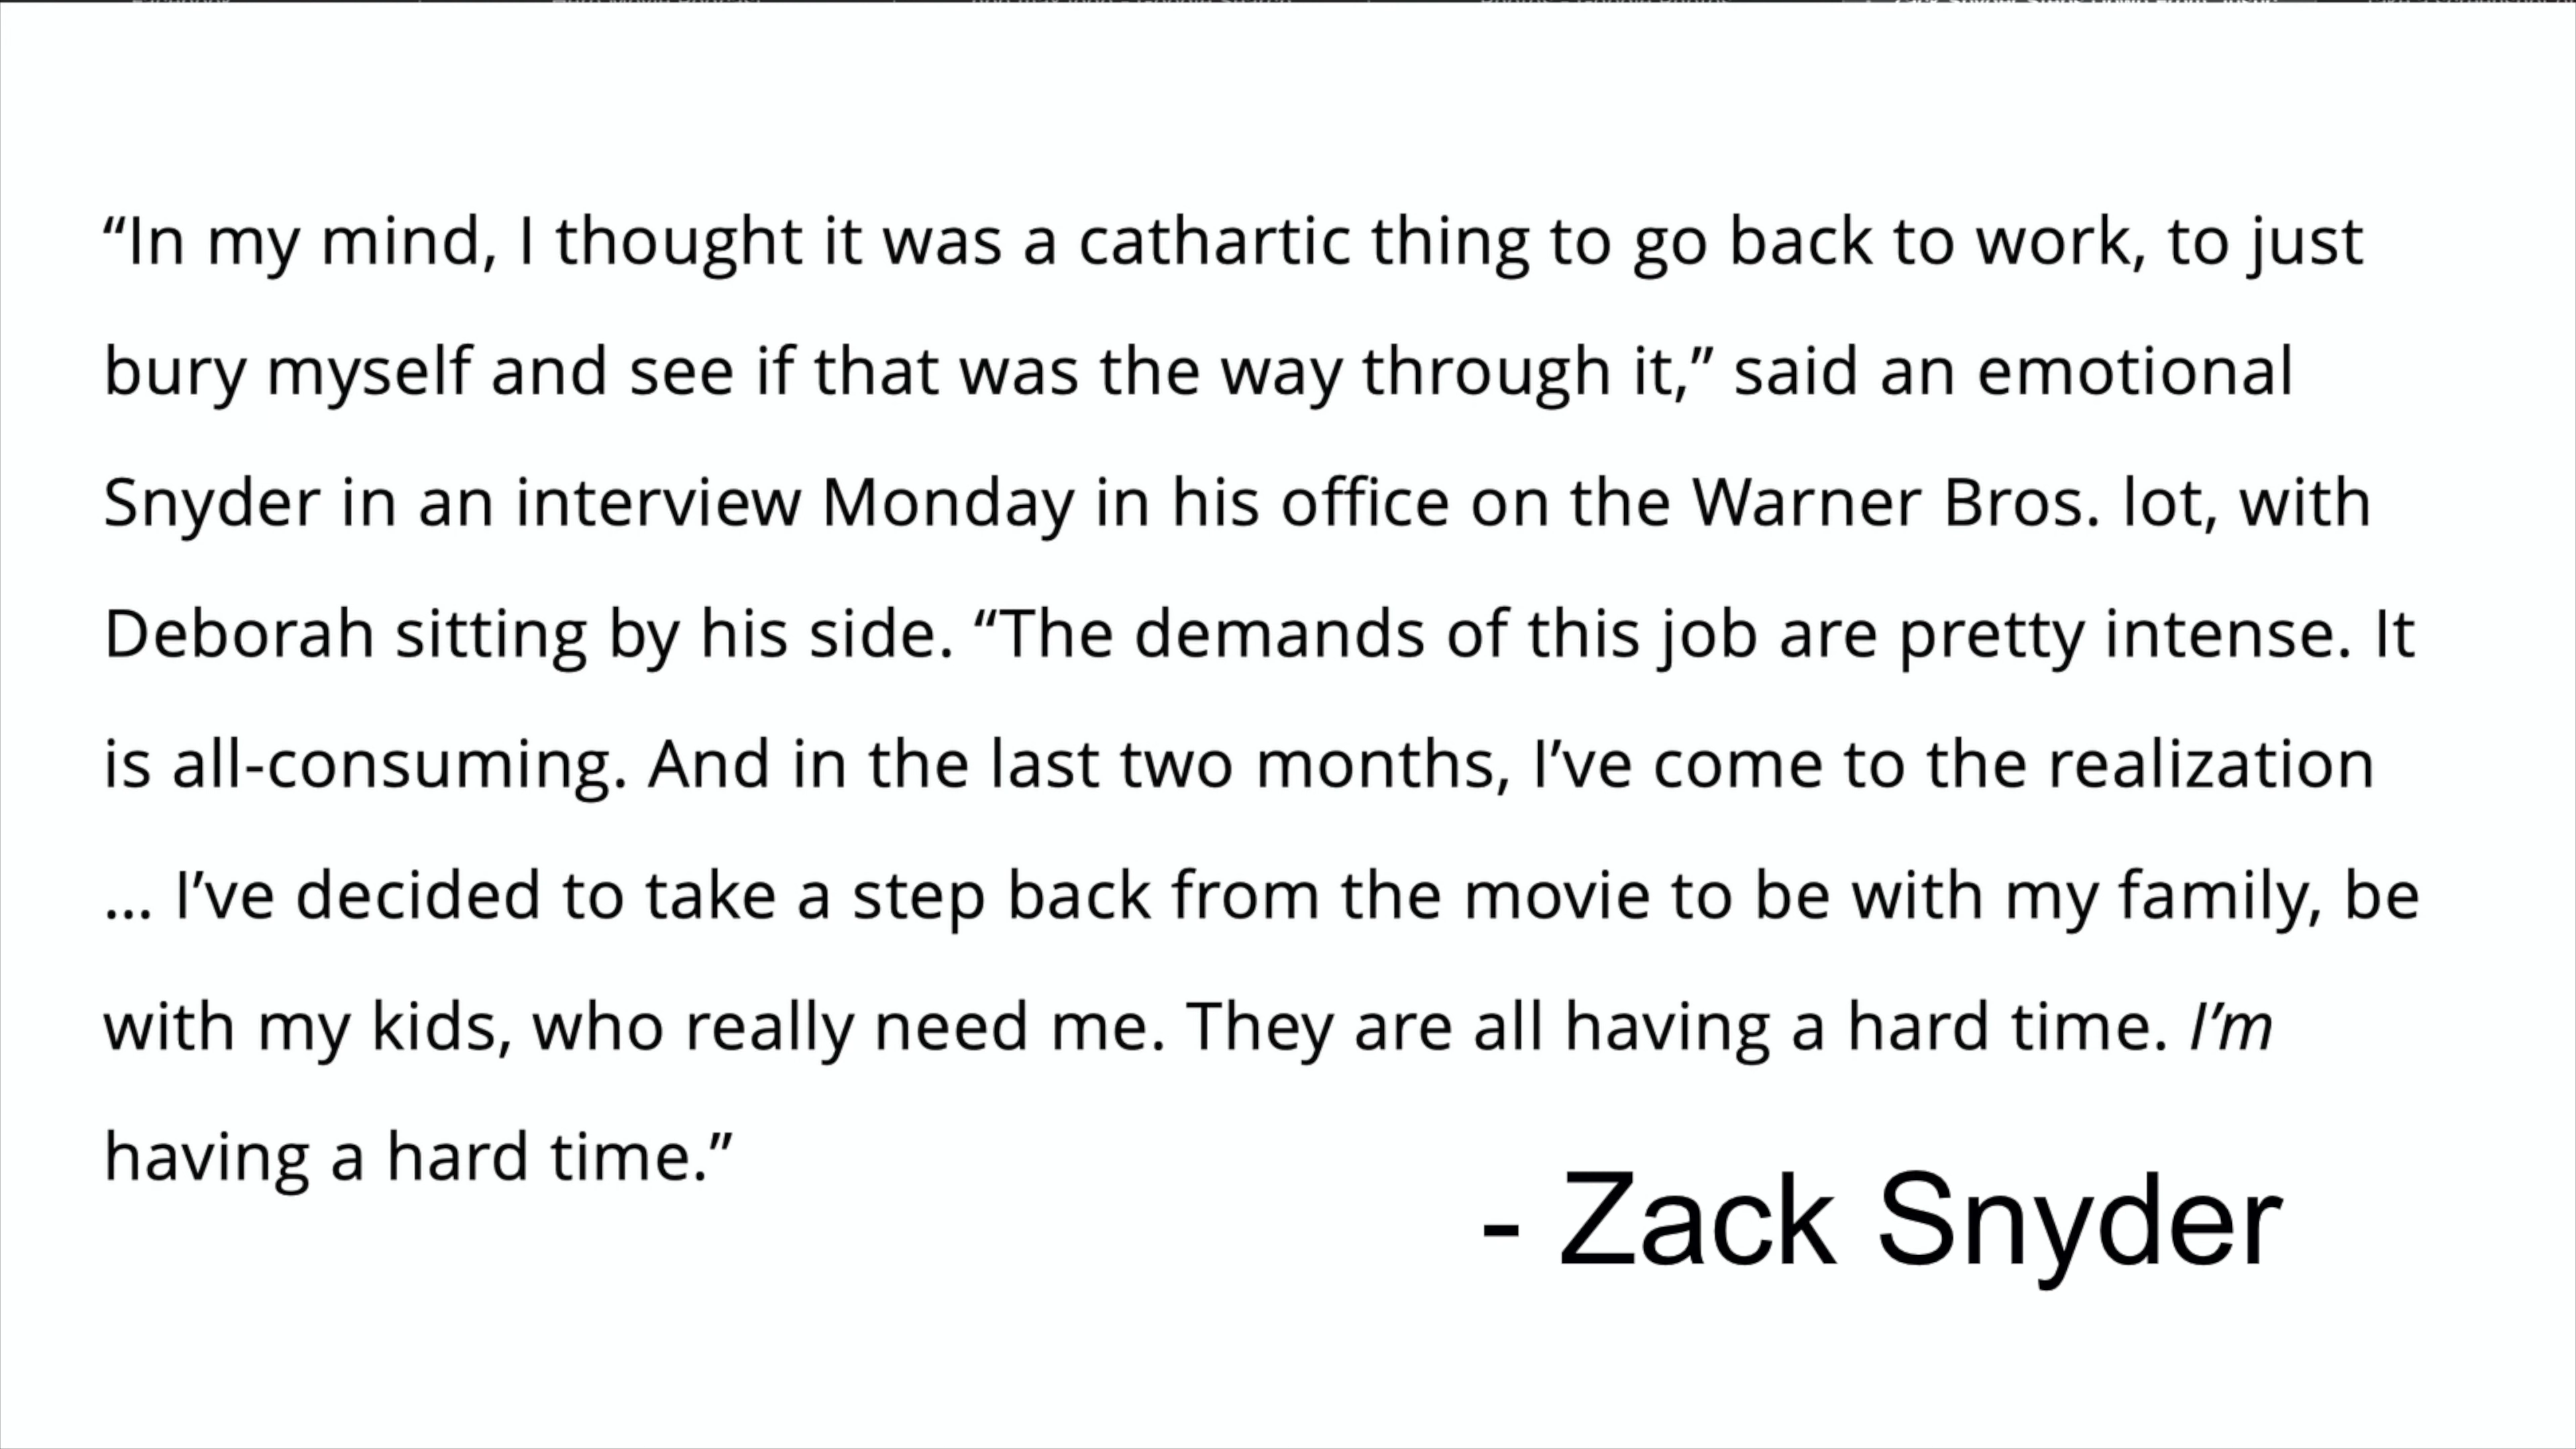 “In my mind, I thought it was a cathartic thing to go back to work, to just
bury myself and see if that was the way through it,” said an emotional
Snyder in an interview Monday in his office on the Warner Bros. lot, with
Deborah sitting by his side. “The demands of this job are pretty intense. It
is all-consuming. And in the last two months, I’ve come to the realization
… I’ve decided to take a step back from the movie to be with my family, be
with my kids, who really need me. They are all having a hard time. I’m
having a hard time.”
- Zack Snyder